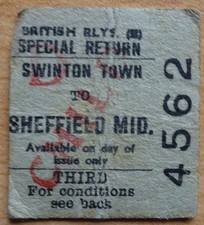 BRITISH RLYS. (M)
SPECIAL RETURN
SWINTON TOWN
TO
SHEFFIELD MID.
Available on day of
issue only
THIRD
For conditions
see back
4562